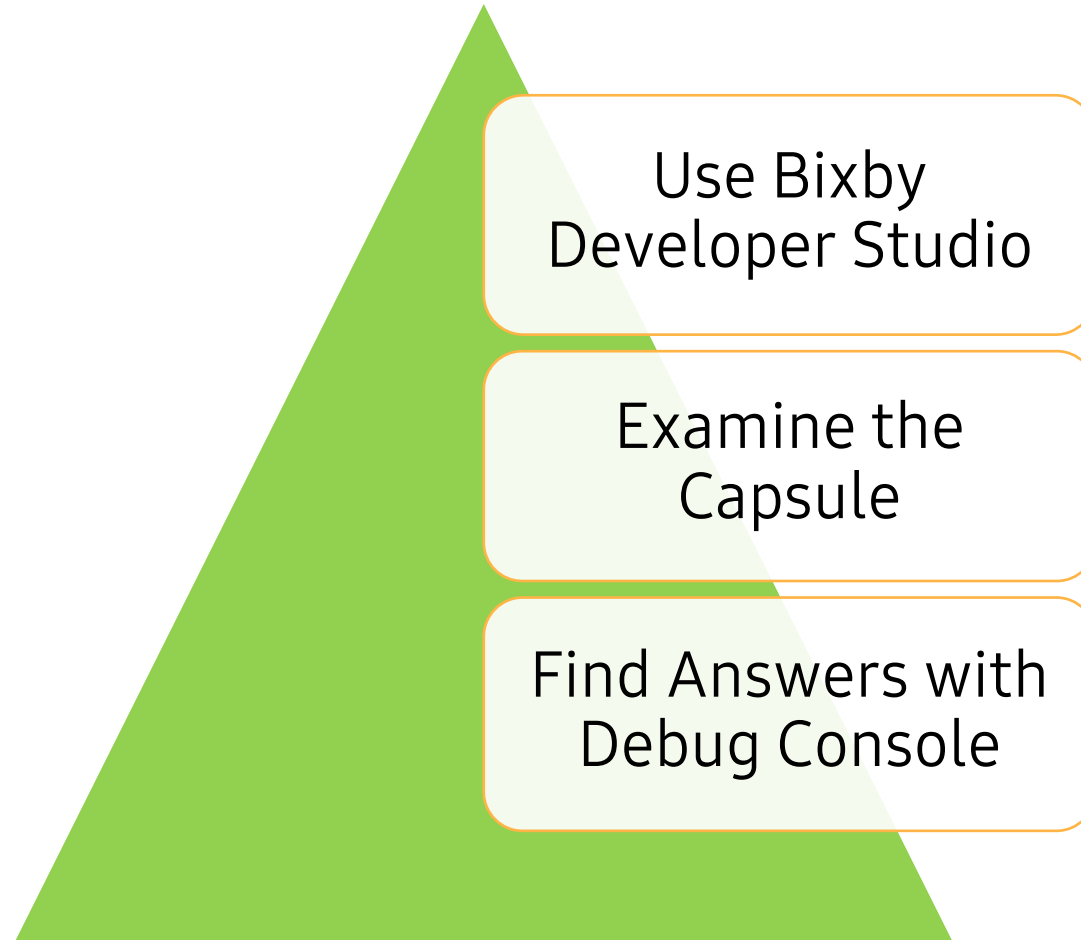 Use Bixby
Developer Studio
Examine the
Capsule
Find Answers with
Debug Console